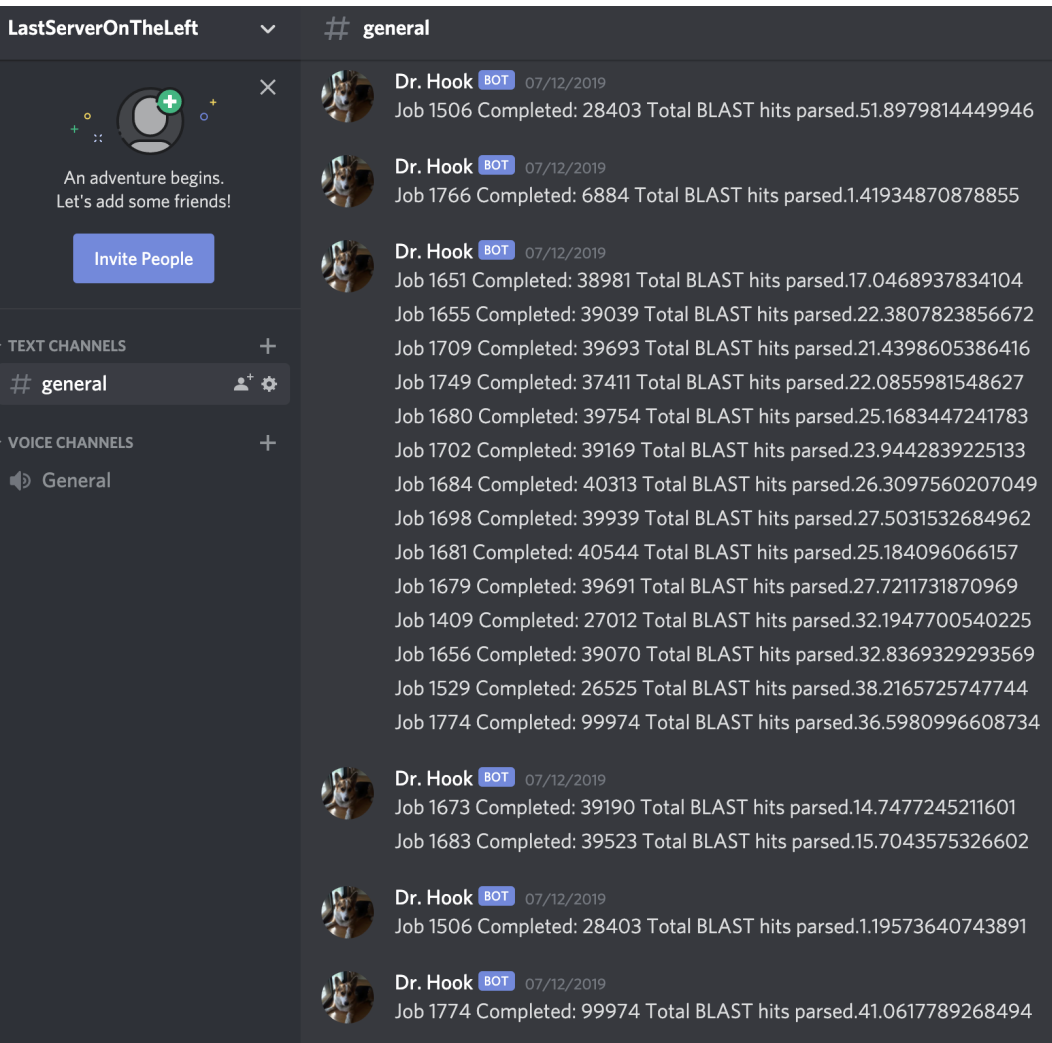 LastServerOnTheLeft
An adventure begins.
Let's add some friends!
Invite People
TEXT CHANNELS
# general
VOICE CHANNELS
General
# general
Dr. Hook BOT 07/12/2019
Job 1506 Completed: 28403 Total BLAST hits parsed.51.8979814449946
Dr. Hook BOT 07/12/2019
Job 1766 Completed: 6884 Total BLAST hits parsed.1.41934870878855
Dr. Hook BOT 07/12/2019
Job 1651 Completed: 38981 Total BLAST hits parsed.17.0468937834104
Job 1655 Completed: 39039 Total BLAST hits parsed.22.3807823856672
Job 1709 Completed: 39693 Total BLAST hits parsed.21.4398605386416
Job 1749 Completed: 37411 Total BLAST hits parsed.22.0855981548627
Job 1680 Completed: 39754 Total BLAST hits parsed.25.1683447241783
Job 1702 Completed: 39169 Total BLAST hits parsed.23.9442839225133
Job 1684 Completed: 40313 Total BLAST hits parsed.26.3097560207049
Job 1698 Completed: 39939 Total BLAST hits parsed.27.5031532684962
Job 1681 Completed: 40544 Total BLAST hits parsed.25.184096066157
Job 1679 Completed: 39691 Total BLAST hits parsed.27.7211731870969
Job 1409 Completed: 27012 Total BLAST hits parsed.32.1947700540225
Job 1656 Completed: 39070 Total BLAST hits parsed.32.8369329293569
Job 1529 Completed: 26525 Total BLAST hits parsed.38.2165725747744
Job 1774 Completed: 99974 Total BLAST hits parsed.36.5980996608734
Dr. Hook BOT 07/12/2019
Job 1673 Completed: 39190 Total BLAST hits parsed.14.7477245211601
Job 1683 Completed: 39523 Total BLAST hits parsed.15.7043575326602
Dr. Hook BOT 07/12/2019
Job 1506 Completed: 28403 Total BLAST hits parsed.1.19573640743891
Dr. Hook BOT 07/12/2019
Job 1774 Completed: 99974 Total BLAST hits parsed.41.0617789268494